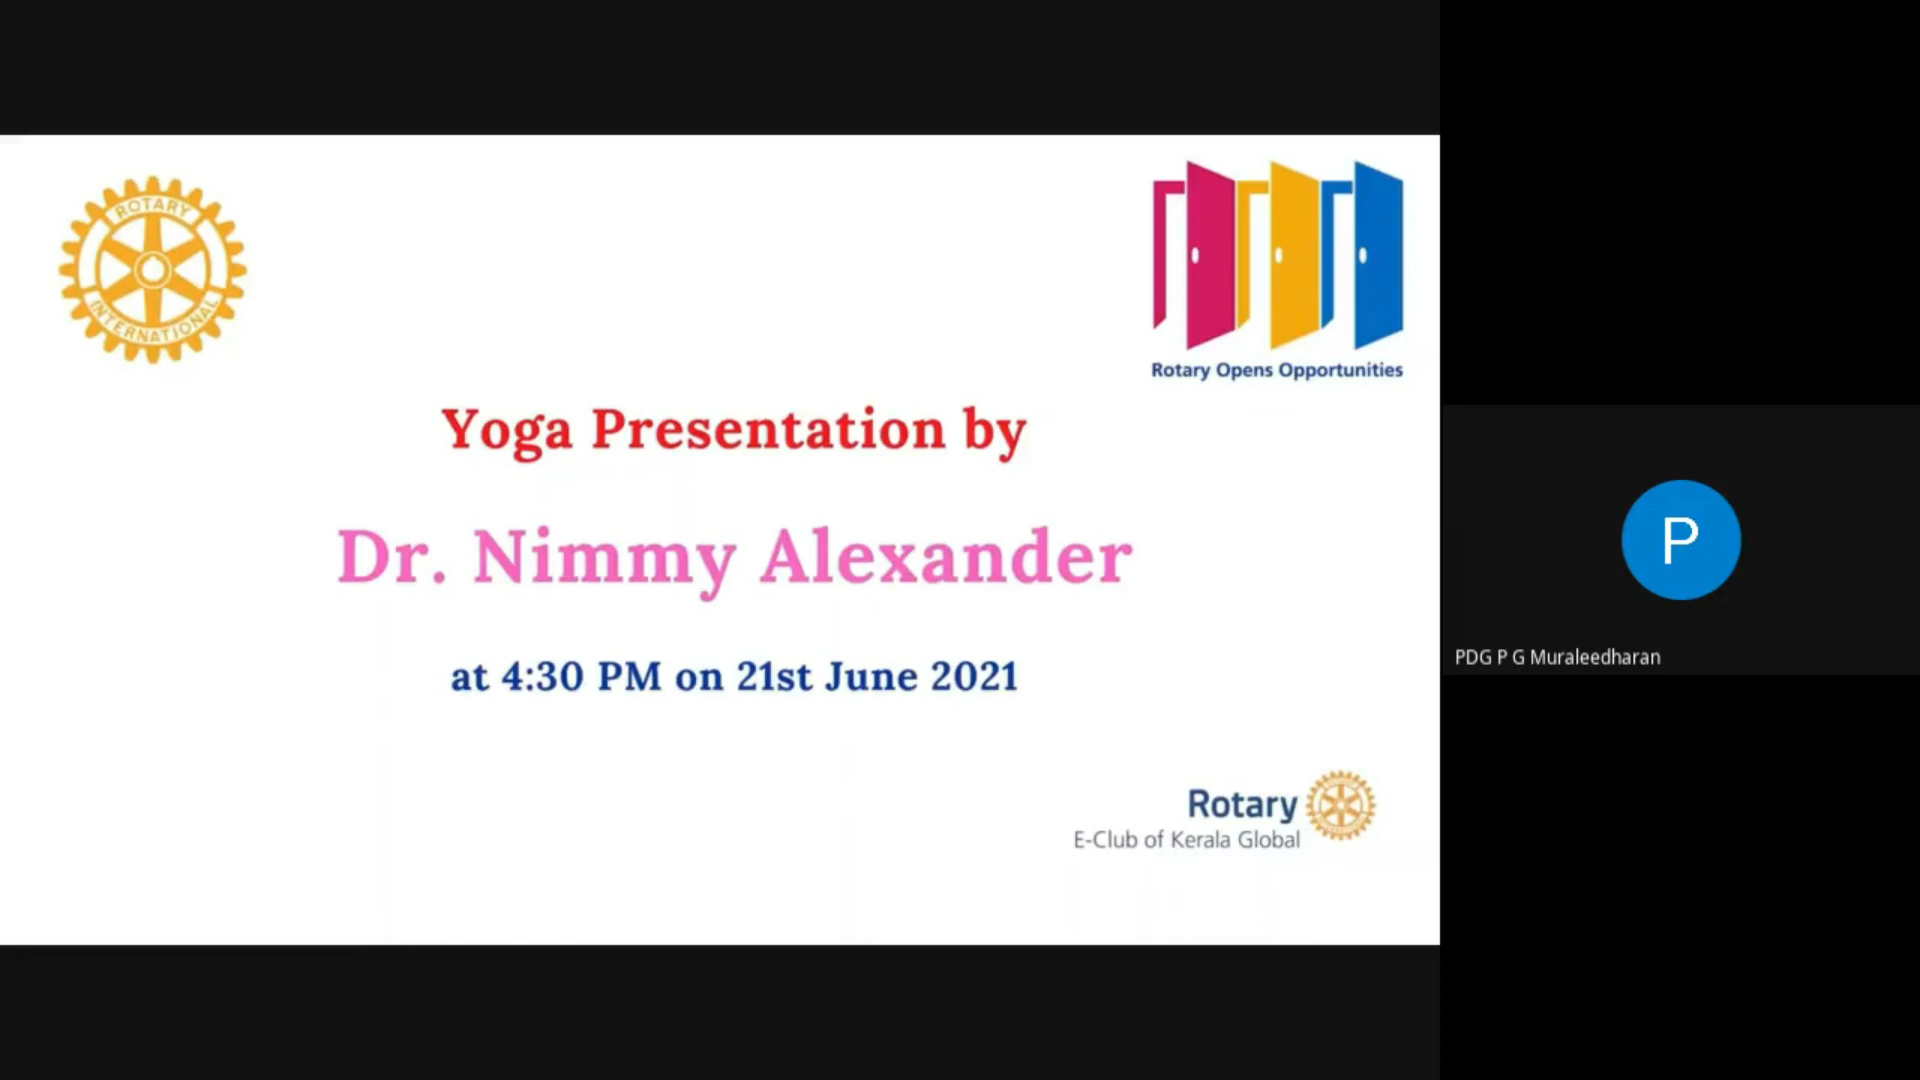 ROTARY
INTERNATIONAL
Rotary Opens Opportunities
Yoga Presentation by
Dr. Nimmy Alexander
at 4:30 PM on 21st June 2021
Rotary
E-Club of Kerala Global
P
PDG P G Muraleedharan